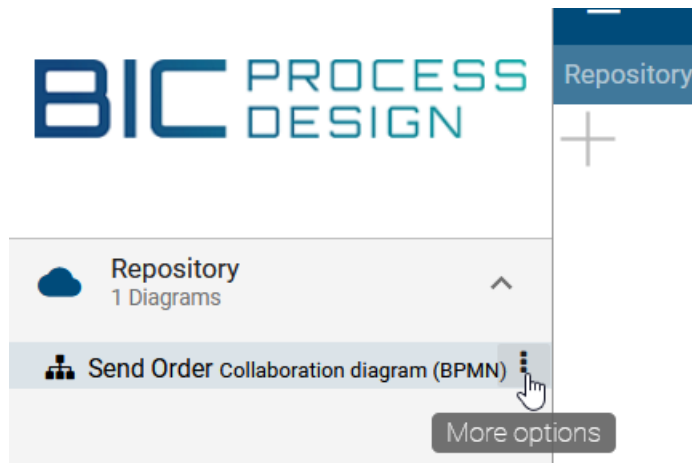 BIC PROCESS
DESIGN
Repository
Repository
1 Diagrams
Send Order Collaboration diagram (BPMN)
More options